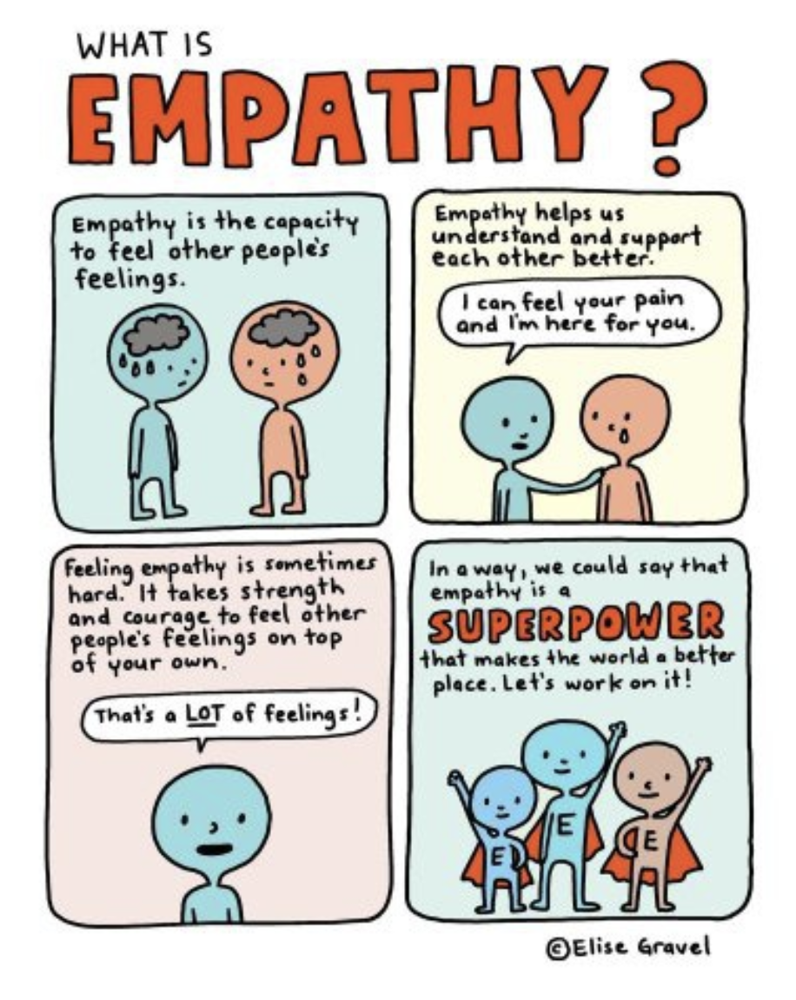 WHAT IS
EMPATHY?
Empathy is the capacity
to feel other people's
feelings.
Empathy helps us
understand and support
each other better.
I can feel your pain
and I'm here for you.
Feeling empathy is sometimes
hard. It takes strength
and courage to feel other
people's feelings on top
of your own.
That's a LOT of feelings!
In a way, we could say that
empathy is a
SUPERPOWER
that makes the world a better
place. Let's work on it!
E
E
E
©Elise Gravel